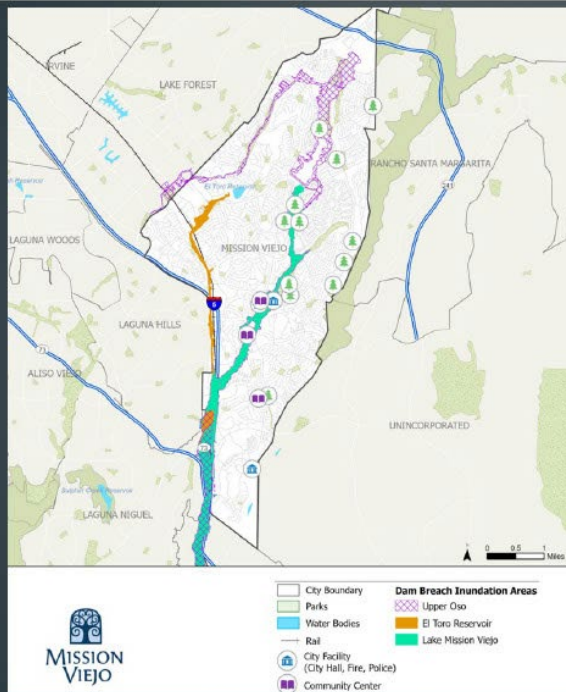 IRVINE
LAKE FOREST
RANCHO SANTA MARGARITA
241
El Toro Reservoir
LAGUNA WOODS
MISSION VIEJO
5
LAGUNA HILLS
73
ALISO VIEJO
UNINCORPORATED
73
Sulphur Creek Reservoir
LAGUNA NIGUEL
0 0.5 1
Miles
City Boundary
Parks
Water Bodies
Rail
City Facility
(City Hall, Fire, Police)
Community Center
Dam Breach Inundation Areas
Upper Oso
El Toro Reservoir
Lake Mission Viejo
MISSION
VIEJO